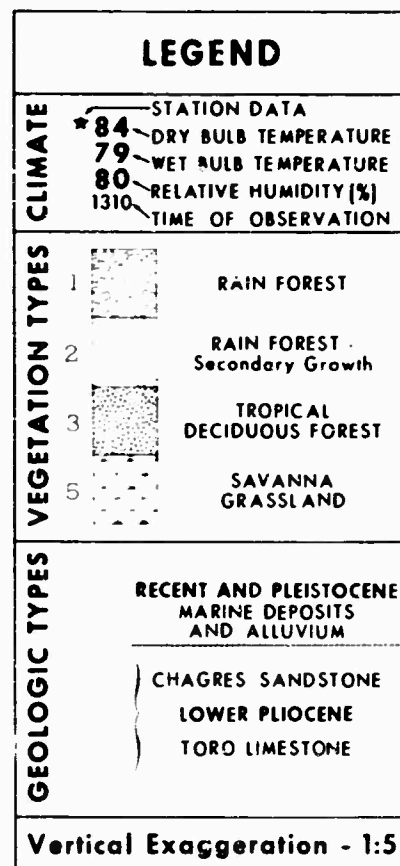 LEGEND
CLIMATE
STATION DATA
* 84 DRY BULB TEMPERATURE
79 WET BULB TEMPERATURE
80 RELATIVE HUMIDITY (%)
1310 TIME OF OBSERVATION
VEGETATION TYPES
1 RAIN FOREST
2 RAIN FOREST -
Secondary Growth
3 TROPICAL
DECIDUOUS FOREST
5 SAVANNA
GRASSLAND
GEOLOGIC TYPES
RECENT AND PLEISTOCENE
MARINE DEPOSITS
AND ALLUVIUM
CHAGRES SANDSTONE
LOWER PLIOCENE
TORO LIMESTONE
Vertical Exaggeration - 1:5